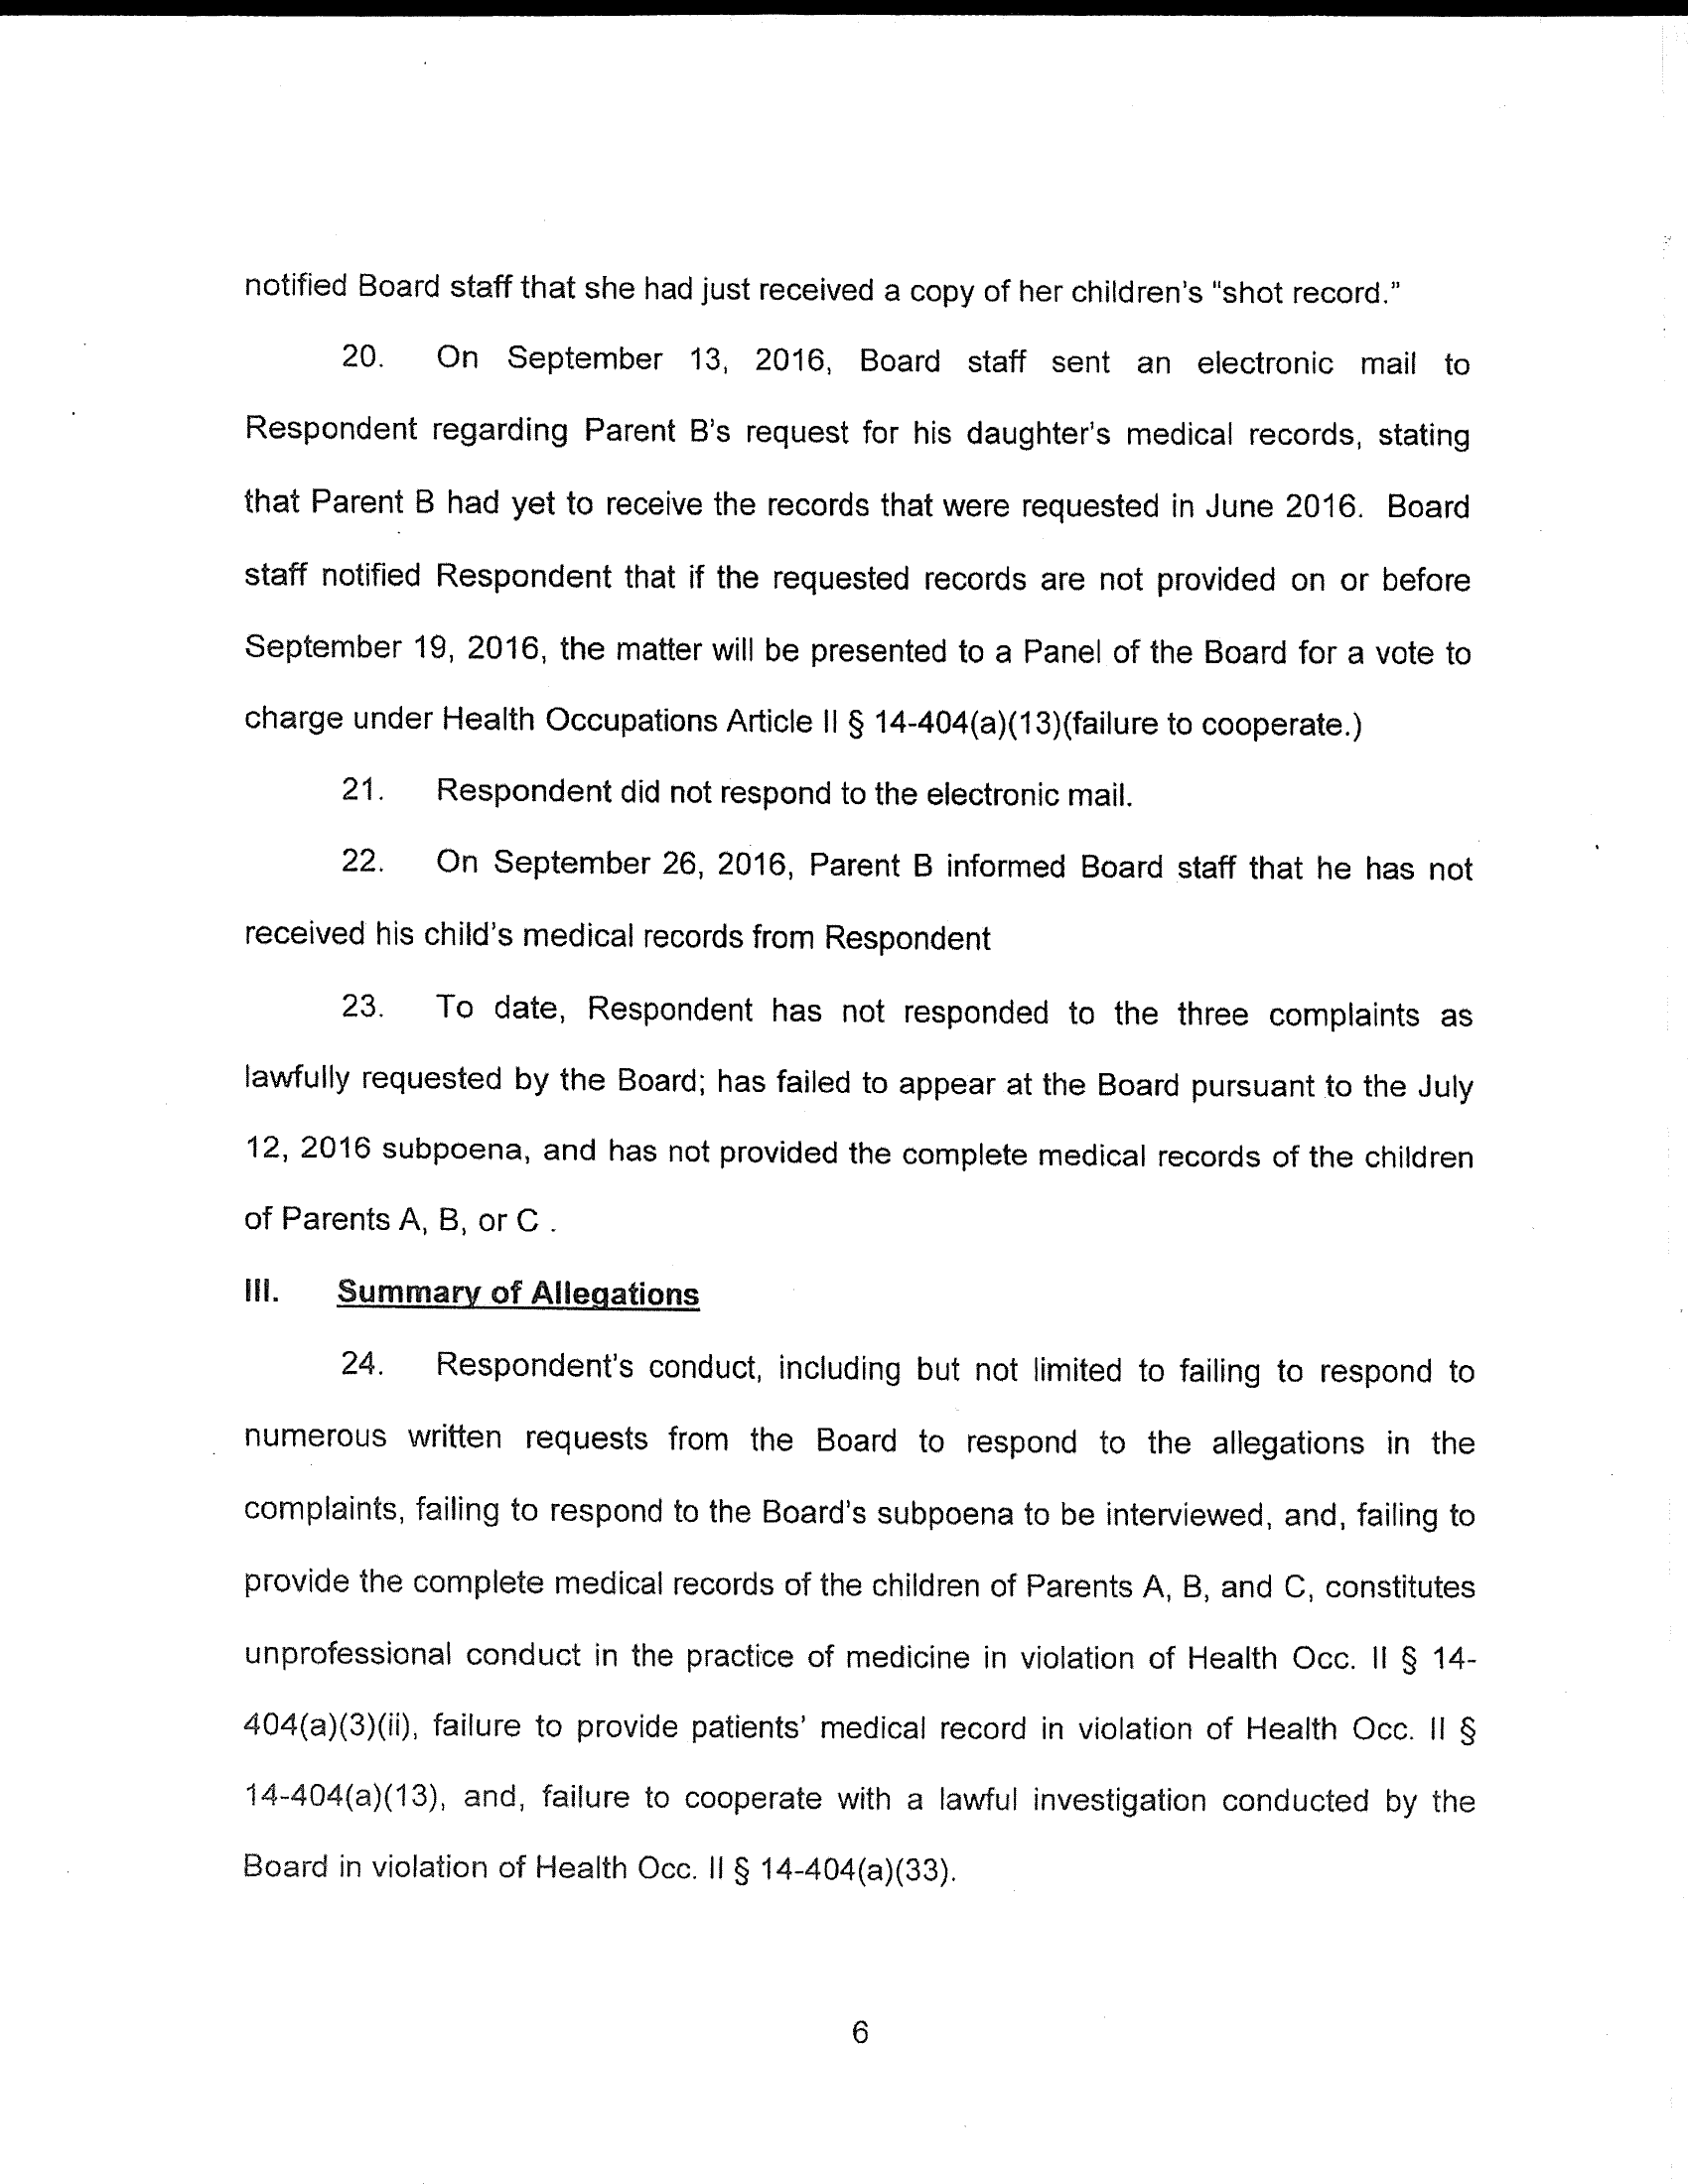 notified Board staff that she had just received a copy of her children's "shot record."
20. On September 13, 2016, Board staff sent an electronic mail to
Respondent regarding Parent B's request for his daughter's medical records, stating
that Parent B had yet to receive the records that were requested in June 2016. Board
staff notified Respondent that if the requested records are not provided on or before
September 19, 2016, the matter will be presented to a Panel of the Board for a vote to
charge under Health Occupations Article II § 14-404(a)(13)(failure to cooperate.)
21. Respondent did not respond to the electronic mail.
22. On September 26, 2016, Parent B informed Board staff that he has not
received his child's medical records from Respondent
23. To date, Respondent has not responded to the three complaints as
lawfully requested by the Board; has failed to appear at the Board pursuant to the July
12, 2016 subpoena, and has not provided the complete medical records of the children
of Parents A, B, or C .
III. Summary of Allegations
24. Respondent's conduct, including but not limited to failing to respond to
numerous written requests from the Board to respond to the allegations in the
complaints, failing to respond to the Board's subpoena to be interviewed, and, failing to
provide the complete medical records of the children of Parents A, B, and C, constitutes
unprofessional conduct in the practice of medicine in violation of Health Occ. II § 14-
404(a)(3)(ii), failure to provide patients' medical record in violation of Health Occ. II §
14-404(a)(13), and, failure to cooperate with a lawful investigation conducted by the
Board in violation of Health Occ. II § 14-404(a)(33).
6